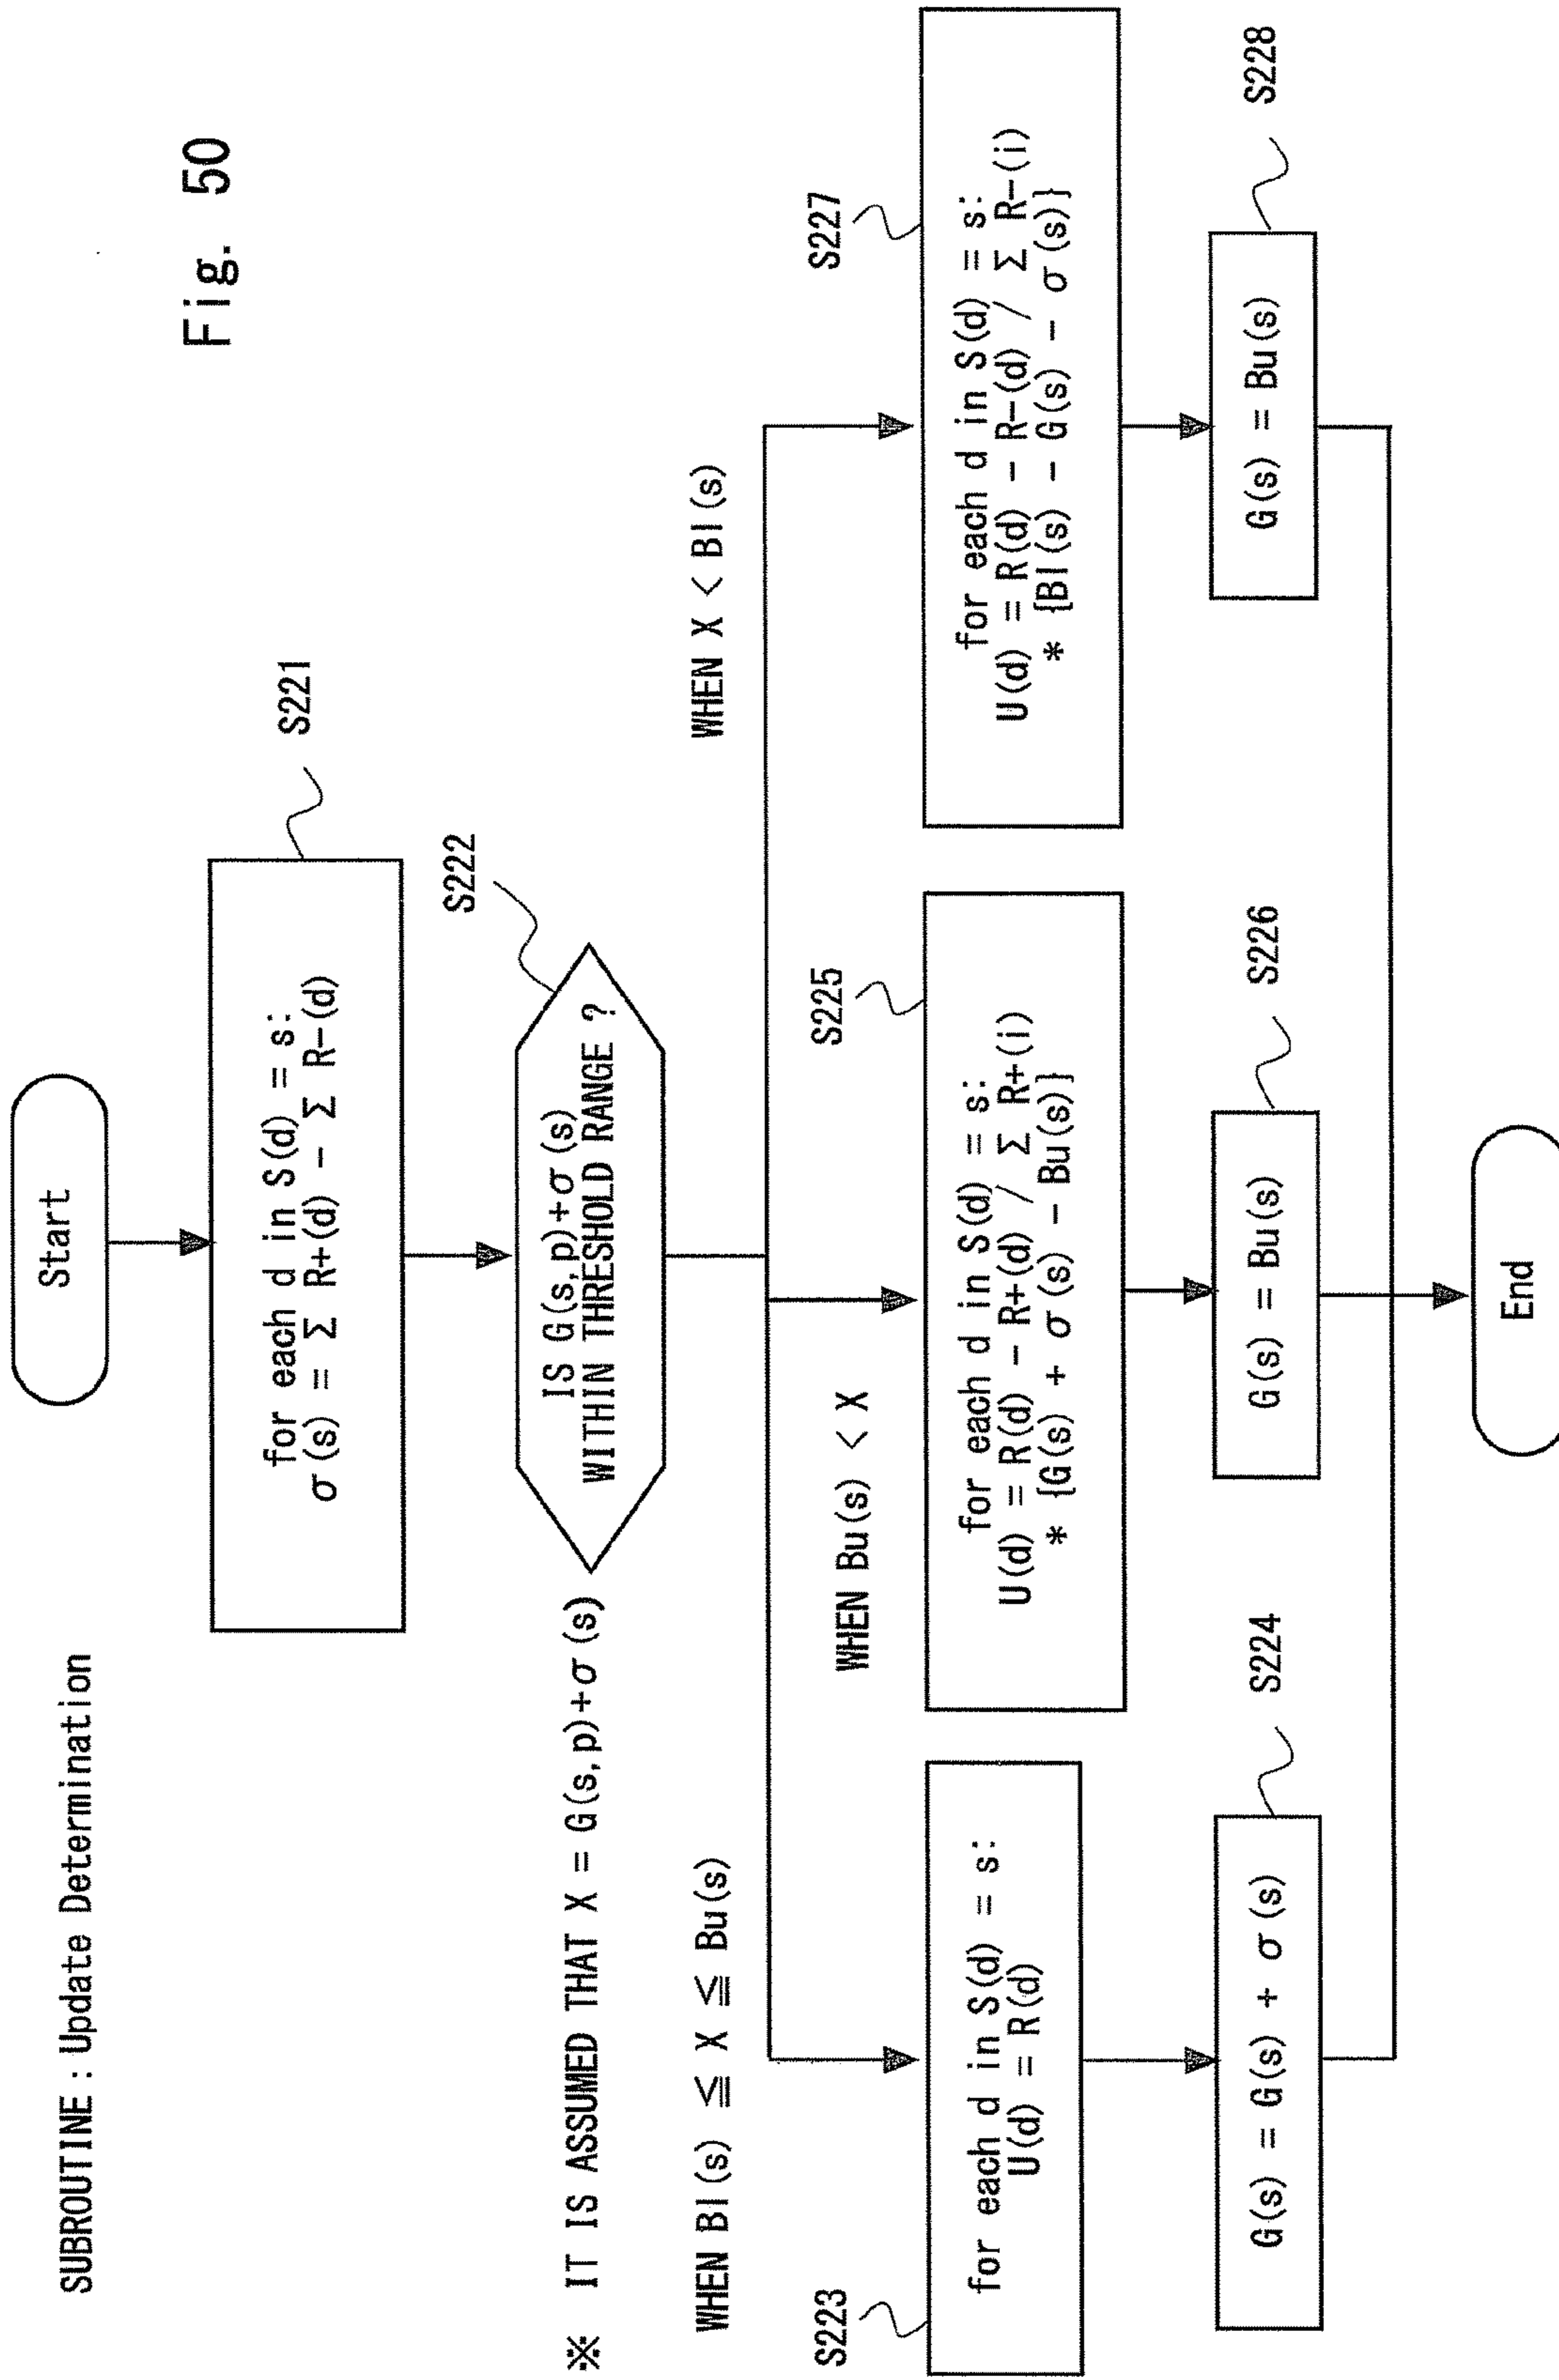 Fig. 50
SUBROUTINE : Update Determination
Start
S221
for each d in S(d) = s:
σ(s) = Σ R+(d) - Σ R-(d)
S222
IS G(s,p)+σ(s)
WITHIN THRESHOLD RANGE ?
※ IT IS ASSUMED THAT X = G(s,p)+σ(s)
WHEN Bl(s) ≦ X ≦ Bu(s)
WHEN Bu(s) < X
WHEN X < Bl(s)
S223
for each d in S(d) = s:
U(d) = R(d)
S225
for each d in S(d) = s:
U(d) = R(d) - R+(d) / Σ R+(i)
* {G(s) + σ(s) - Bu(s)}
S227
for each d in S(d) = s:
U(d) = R(d) - R-(d) / Σ R-(i)
* {Bl(s) - G(s) - σ(s)}
S224
G(s) = G(s) + σ(s)
S226
G(s) = Bu(s)
S228
G(s) = Bu(s)
End